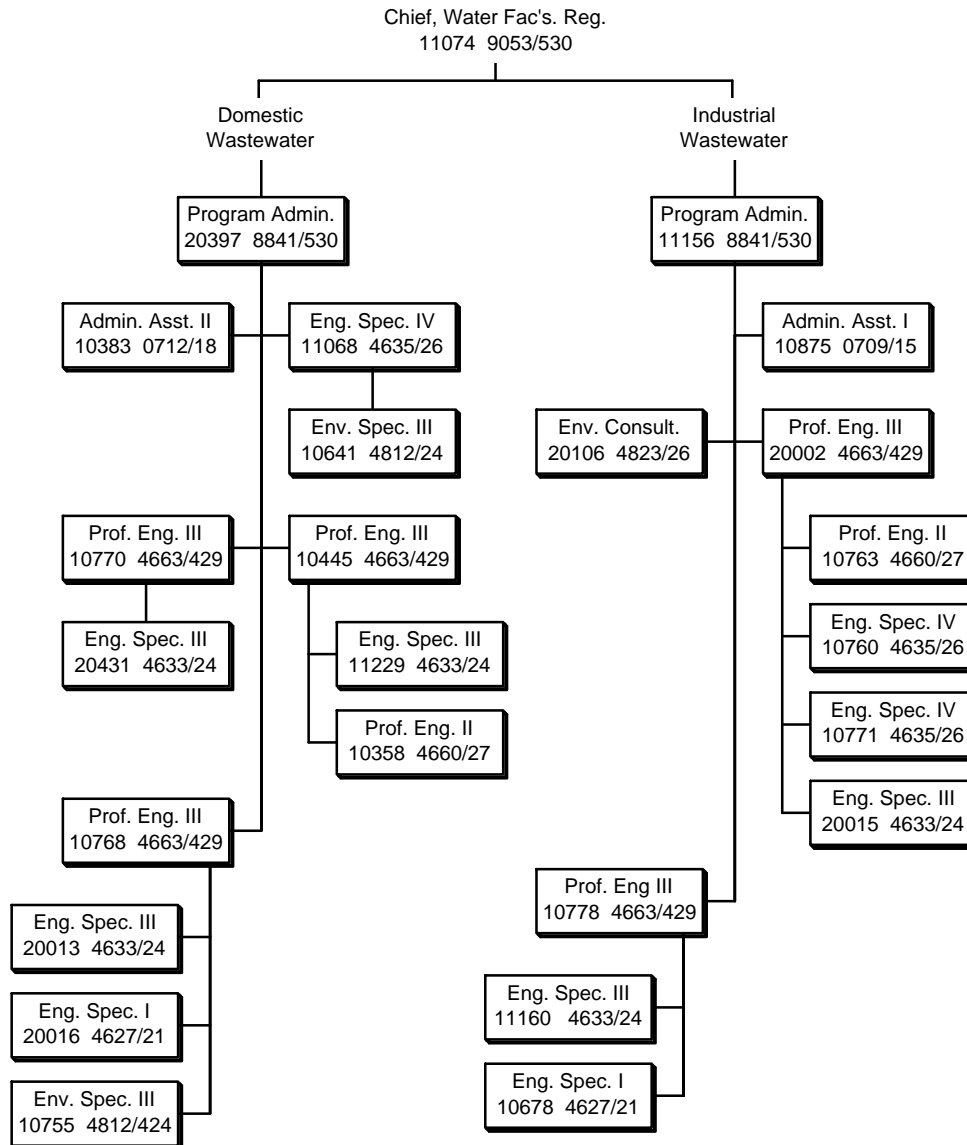 Chief, Water Fac's. Reg.
11074 9053/530
Domestic
Wastewater
Program Admin.
20397 8841/530
Admin. Asst. II
10383 0712/18
Eng. Spec. IV
11068 4635/26
Env. Spec. III
10641 4812/24
Prof. Eng. III
10770 4663/429
Eng. Spec. III
20431 4633/24
Prof. Eng. III
10445 4663/429
Eng. Spec. III
11229 4633/24
Prof. Eng. II
10358 4660/27
Prof. Eng. III
10768 4663/429
Eng. Spec. III
20013 4633/24
Eng. Spec. I
20016 4627/21
Env. Spec. III
10755 4812/424
Industrial
Wastewater
Program Admin.
11156 8841/530
Admin. Asst. I
10875 0709/15
Env. Consult.
20106 4823/26
Prof. Eng. III
20002 4663/429
Prof. Eng. II
10763 4660/27
Eng. Spec. IV
10760 4635/26
Eng. Spec. IV
10771 4635/26
Eng. Spec. III
20015 4633/24
Prof. Eng III
10778 4663/429
Eng. Spec. III
11160 4633/24
Eng. Spec. I
10678 4627/21